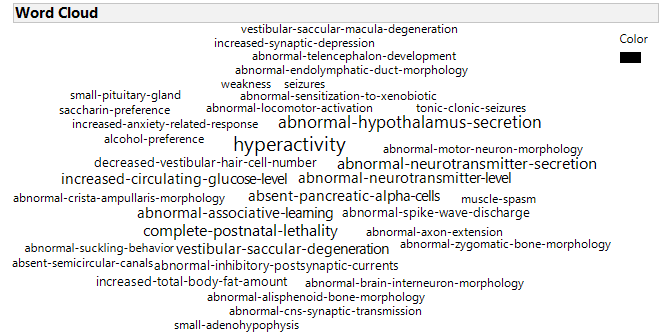 Word Cloud
vestibular-saccular-macula-degeneration
Color
increased-synaptic-depression
abnormal-telencephalon-development
abnormal-endolymphatic-duct-morphology
weakness seizures
small-pituitary-gland abnormal-sensitization-to-xenobiotic
saccharin-preference abnormal-locomotor-activation tonic-clonic-seizures
increased-anxiety-related-response abnormal-hypothalamus-secretion
alcohol-preference hyperactivity abnormal-motor-neuron-morphology
decreased-vestibular-hair-cell-number abnormal-neurotransmitter-secretion
increased-circulating-glucose-level abnormal-neurotransmitter-level
abnormal-crista-ampullaris-morphology absent-pancreatic-alpha-cells muscle-spasm
abnormal-associative-learning abnormal-spike-wave-discharge
complete-postnatal-lethality abnormal-axon-extension
abnormal-suckling-behavior vestibular-saccular-degeneration abnormal-zygomatic-bone-morphology
absent-semicircular-canals abnormal-inhibitory-postsynaptic-currents
increased-total-body-fat-amount abnormal-brain-interneuron-morphology
abnormal-alisphenoid-bone-morphology
abnormal-cns-synaptic-transmission
small-adenohypophysis